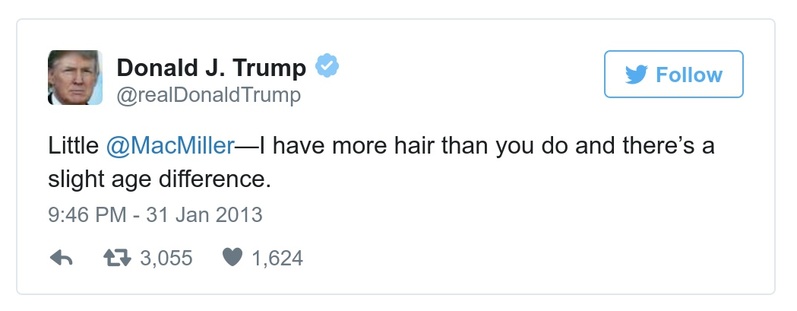 Donald J. Trump
@realDonaldTrump
Follow
Little @MacMiller—I have more hair than you do and there’s a
slight age difference.
9:46 PM - 31 Jan 2013
3,055 1,624